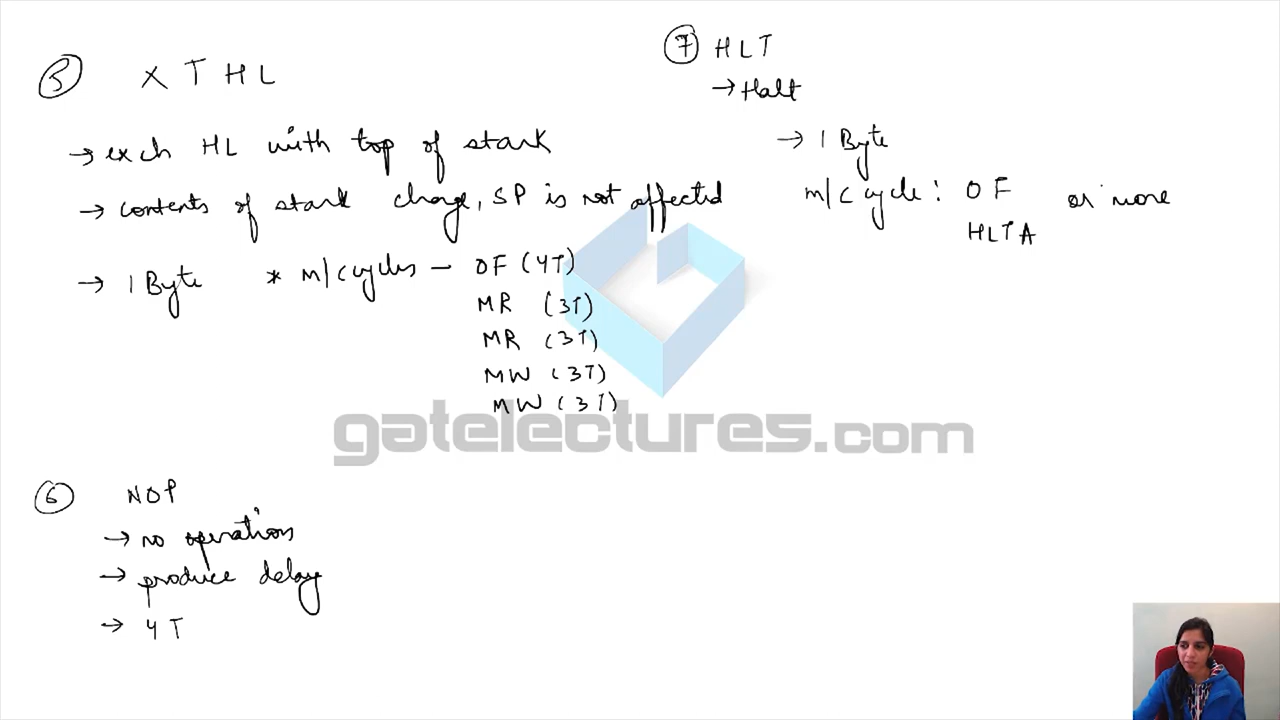 5 XTHL
→ exch HL with top of stack
→ contents of stack change, SP is not affected
→ 1 Byte * m/c cycles - OF (4T)
MR (3T)
MR (3T)
MW (3T)
MW (3T)
6 NOP
→ no operations
→ produce delay
→ 4T
7 HLT
→ Halt
→ 1 Byte
m/c cycle: OF or more
HLTA
gatelectures.com